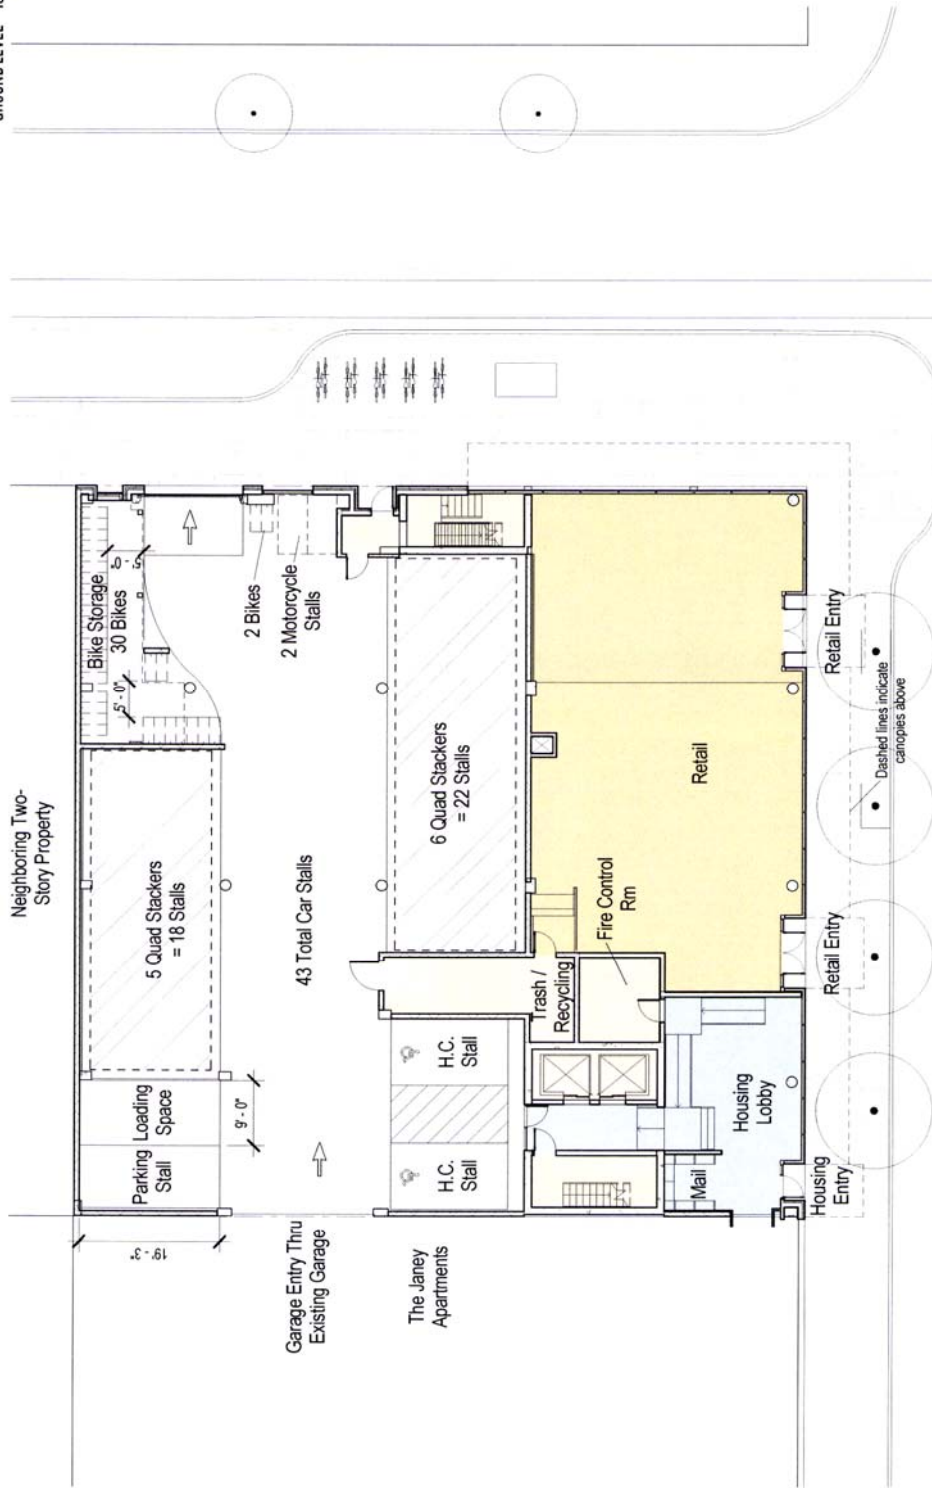 GROUND LEVEL
Neighboring Two-
Story Property
Bike Storage
30 Bikes
5' - 0"
5' - 0"
2 Bikes
2 Motorcycle
Stalls
5 Quad Stackers
= 18 Stalls
6 Quad Stackers
= 22 Stalls
43 Total Car Stalls
Retail
Retail Entry
Dashed lines indicate
canopies above
Fire Control
Rm
Retail Entry
Trash /
Recycling
Loading
Space
Parking
Stall
9' - 0"
19' - 3"
H.C.
Stall
H.C.
Stall
Housing
Lobby
Mail
Housing
Entry
Garage Entry Thru
Existing Garage
The Janey
Apartments